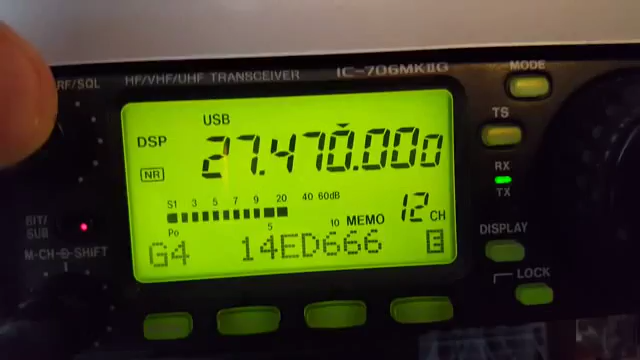 RF/SQL HF/VHF/UHF TRANSCEIVER IC-706MKIIG
MODE
USB
TS
DSP 27.470.000
NR
RX
TX
S1 3 5 7 9 20 40 60dB
Po 5 10 MEMO 12 CH
RIT/
SUB
DISPLAY
M-CH-SHIFT
G4 14ED666 E
LOCK